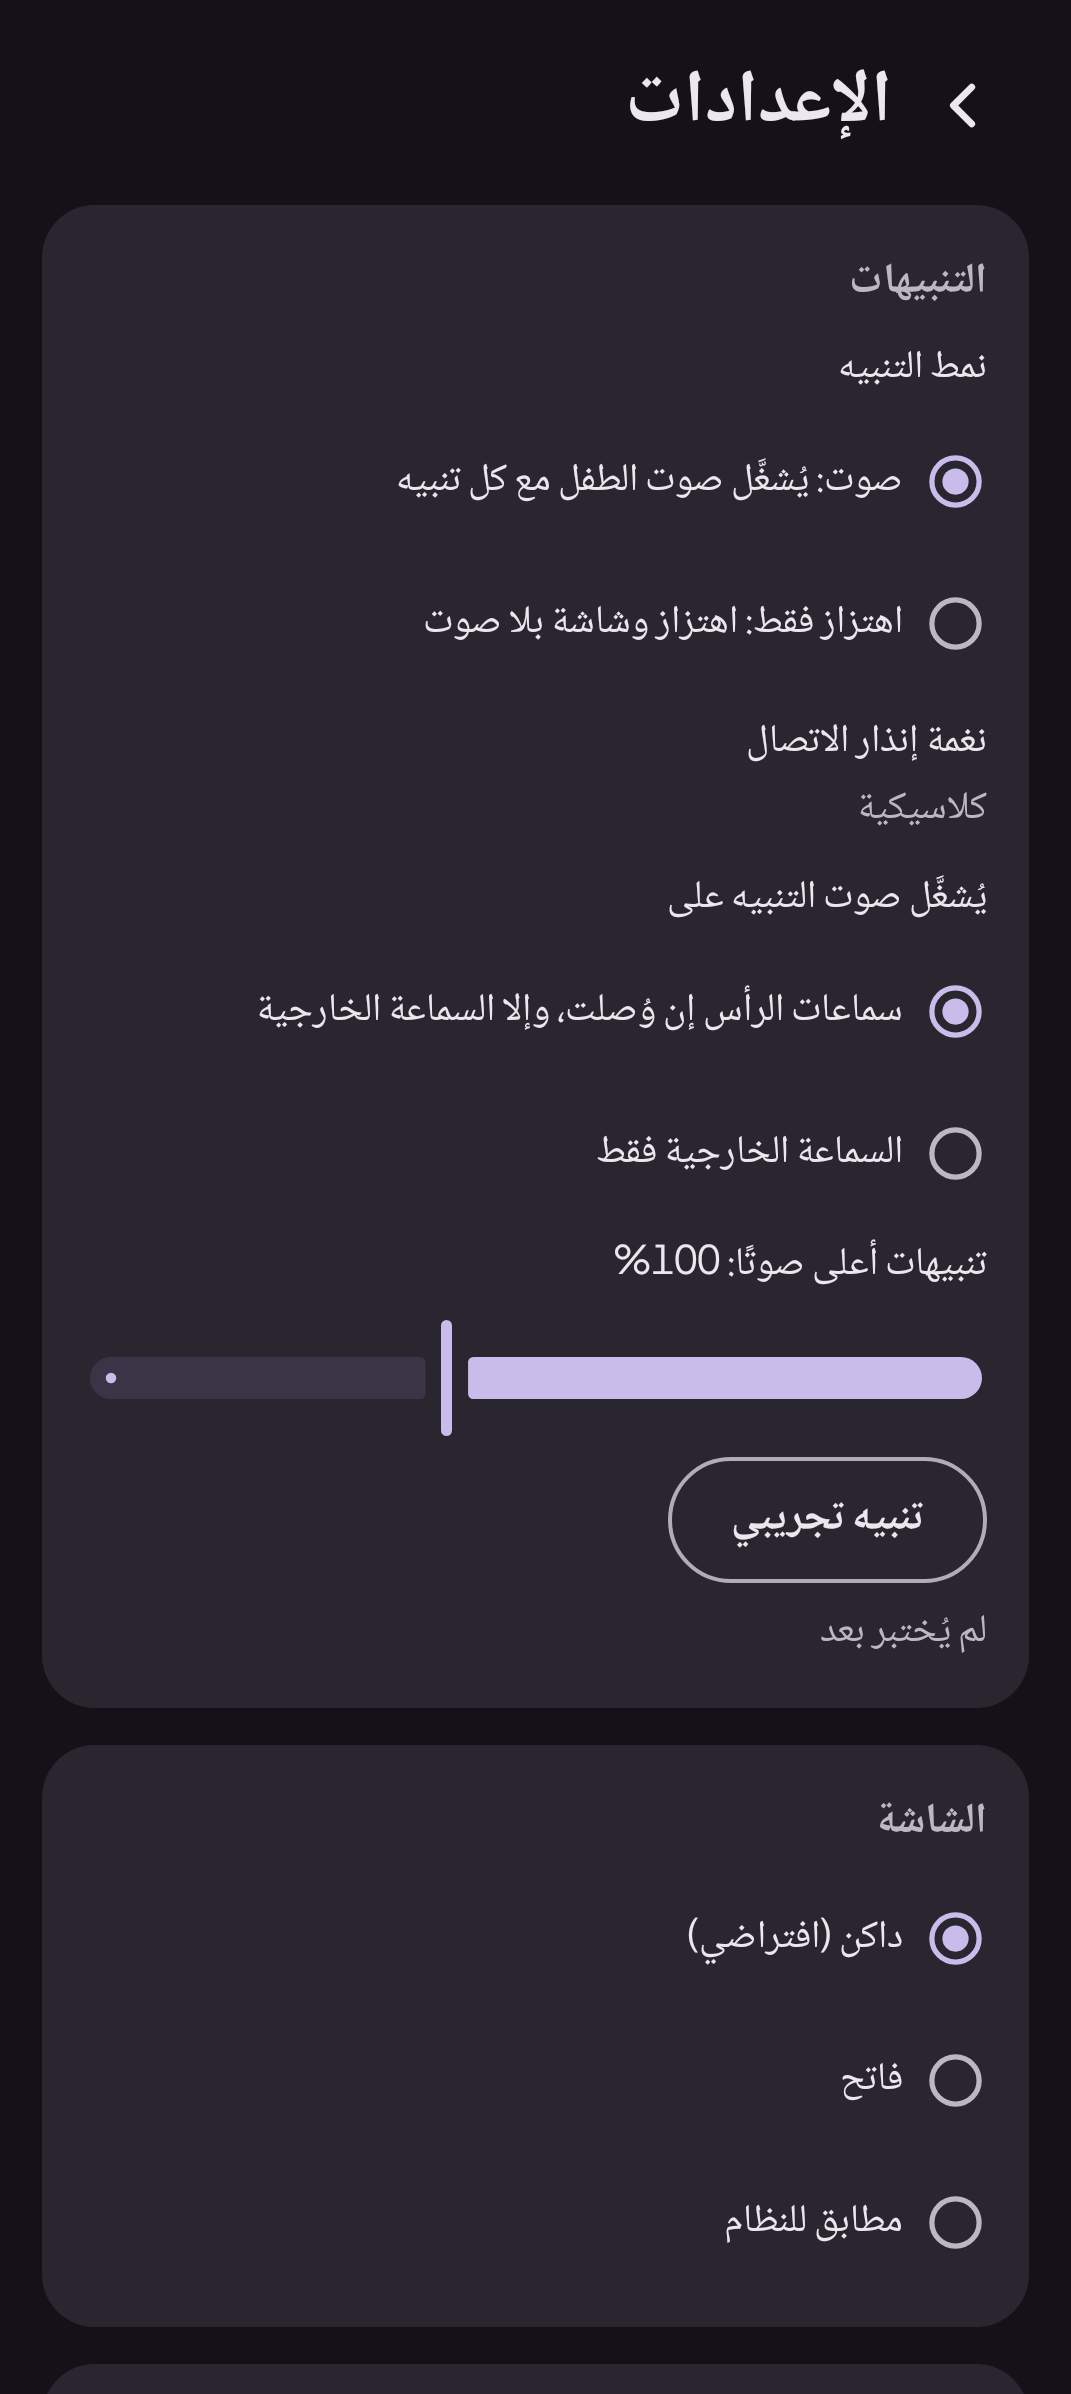 الإعدادات
التنبيهات
نمط التنبيه
صوت: يُشغَّل صوت الطفل مع كل تنبيه
اهتزاز فقط: اهتزاز وشاشة بلا صوت
نغمة إنذار الاتصال
كلاسيكية
يُشغَّل صوت التنبيه على
سماعات الرأس إن وُصلت، وإلا السماعة الخارجية
السماعة الخارجية فقط
تنبيهات أعلى صوتًا: 100%
تنبيه تجريبي
لم يُختبر بعد
الشاشة
داكن (افتراضي)
فاتح
مطابق للنظام